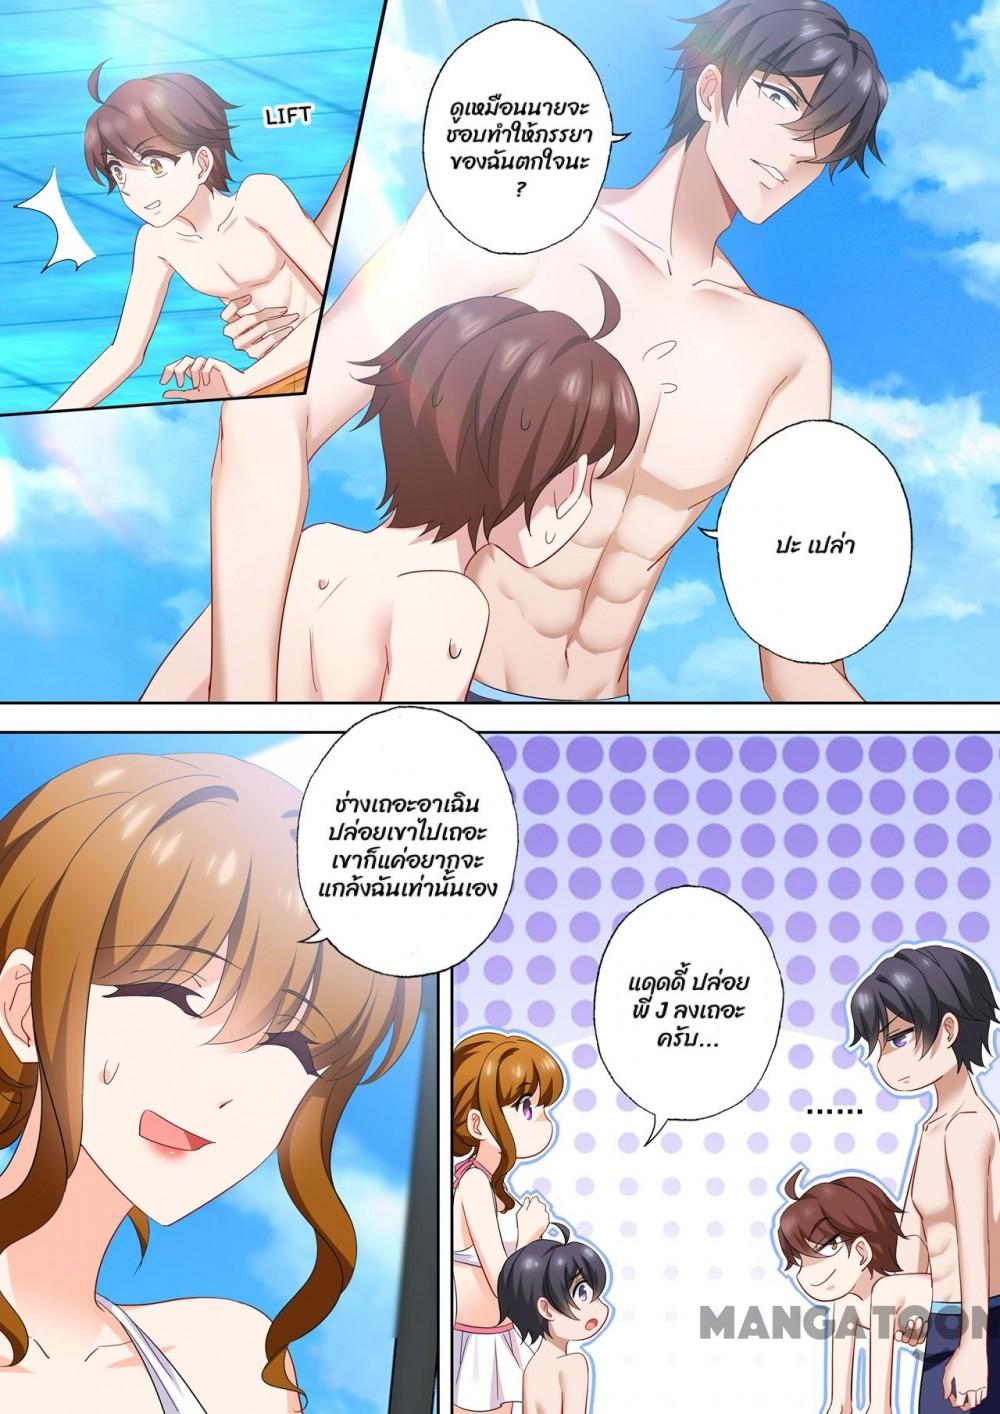 LIFT
ดูเหมือนนายจะ
ชอบทำให้ภรรยา
ของฉันตกใจนะ
?
ปะ เปล่า
ช่างเถอะอาเฉิน
ปล่อยเขาไปเถอะ
เขาก็แค่อยากจะ
แกล้งฉันเท่านั้นเอง
แดดดี้ ปล่อย
พี่ J ลงเถอะ
ครับ...
......
MANGATOON